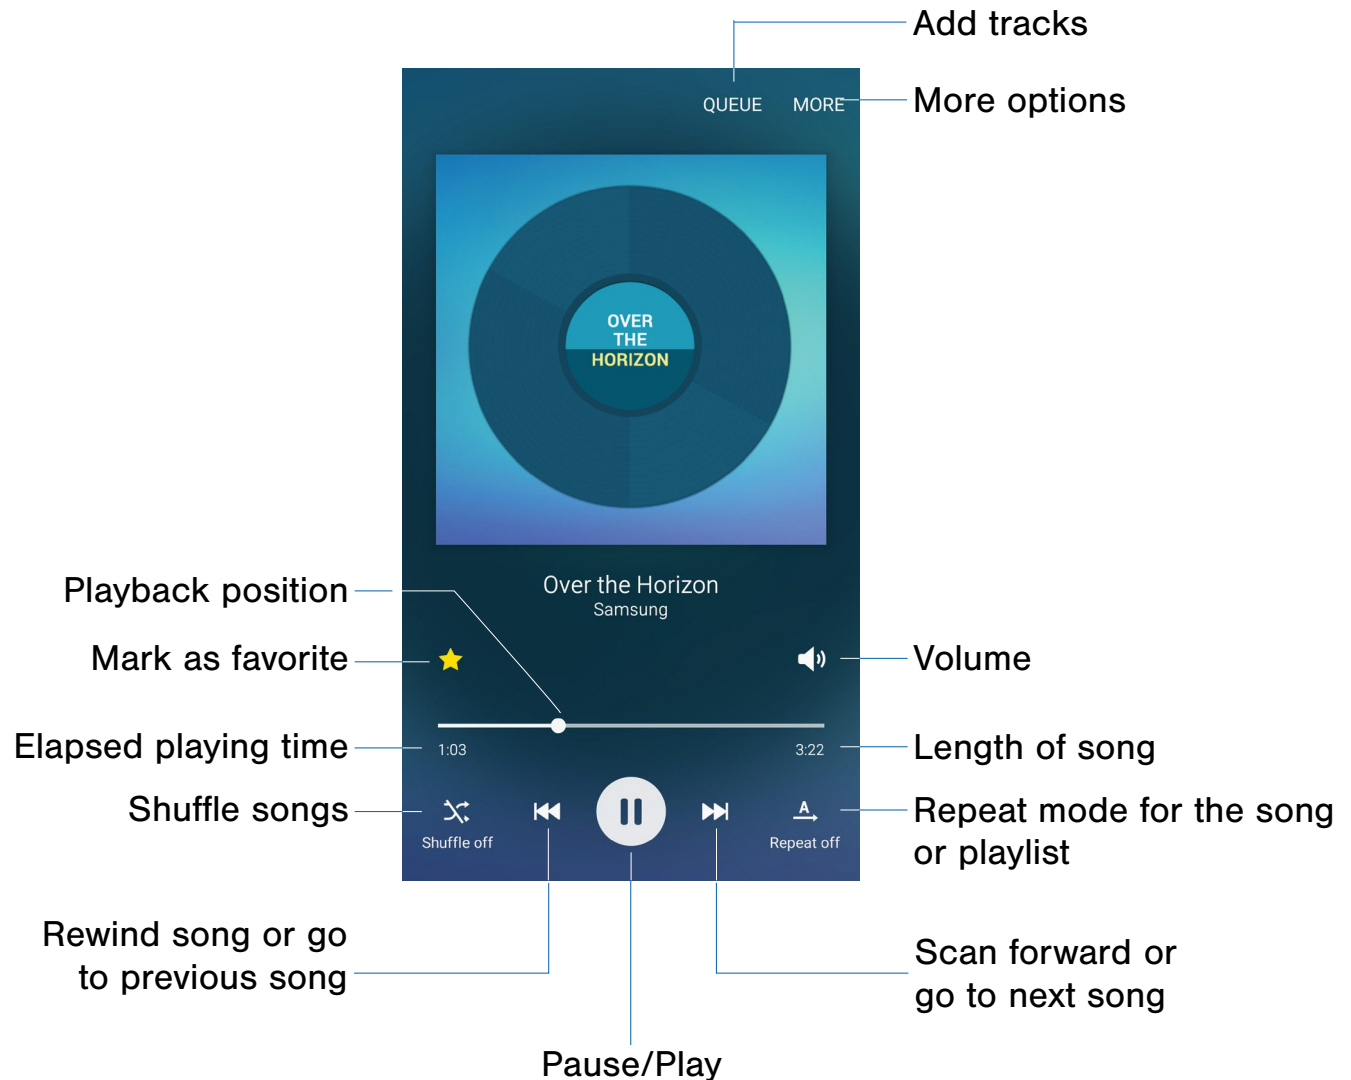 Add tracks
QUEUE MORE
More options
OVER
THE
HORIZON
Over the Horizon
Samsung
Playback position
Mark as favorite
Volume
Elapsed playing time
1:03
3:22
Length of song
Shuffle songs
Shuffle off
A
Repeat off
Repeat mode for the song
or playlist
Rewind song or go
to previous song
Scan forward or
go to next song
Pause/Play